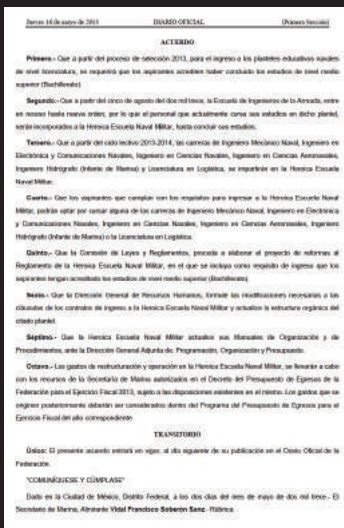 Jueves 16 de mayo de 2013 DIARIO OFICIAL (Primera Sección)
ACUERDO
Primero.- Que a partir del proceso de selección 2013, para el ingreso a los planteles educativos navales
de nivel licenciatura, se requerirá que los aspirantes acrediten haber concluido los estudios de nivel medio
superior (Bachillerato).
Segundo.- Que a partir del cinco de agosto del dos mil trece, la Escuela de Ingenieros de la Armada, entre
en receso hasta nueva orden; por lo que el personal que actualmente cursa sus estudios en dicho plantel,
serán incorporados a la Heroica Escuela Naval Militar, hasta concluir sus estudios.
Tercero.- Que a partir del ciclo lectivo 2013-2014, las carreras de Ingeniero Mecánico Naval, Ingeniero en
Electrónica y Comunicaciones Navales, Ingeniero en Ciencias Navales, Ingeniero en Ciencias Aeronavales,
Ingeniero Hidrógrafo (Infante de Marina) y Licenciatura en Logística, se impartirán en la Heroica Escuela
Naval Militar.
Cuarto.- Que los aspirantes que cumplan con los requisitos para ingresar a la Heroica Escuela Naval
Militar, podrán optar por cursar alguna de las carreras de Ingeniero Mecánico Naval, Ingeniero en Electrónica
y Comunicaciones Navales, Ingeniero en Ciencias Navales, Ingeniero en Ciencias Aeronavales, Ingeniero
Hidrógrafo (Infante de Marina) o la Licenciatura en Logística.
Quinto.- Que la Comisión de Leyes y Reglamentos, proceda a elaborar el proyecto de reformas al
Reglamento de la Heroica Escuela Naval Militar, en el que se incluya como requisito de ingreso que los
aspirantes tengan acreditado los estudios de nivel medio superior (Bachillerato).
Sexto.- Que la Dirección General de Recursos Humanos, formule las modificaciones necesarias a las
cláusulas de los contratos de ingreso a la Heroica Escuela Naval Militar y actualice la estructura orgánica del
citado plantel.
Séptimo.- Que la Heroica Escuela Naval Militar actualice sus Manuales de Organización y de
Procedimientos, ante la Dirección General Adjunta de Programación, Organización y Presupuesto.
Octavo.- Los gastos de restructuración y operación en la Heroica Escuela Naval Militar, se llevarán a cabo
con los recursos de la Secretaría de Marina autorizados en el Decreto del Presupuesto de Egresos de la
Federación para el Ejercicio Fiscal 2013, sujeto a las disposiciones existentes en el mismo. Los gastos que se
originen posteriormente deberán ser considerados dentro del Programa del Presupuesto de Egresos para el
Ejercicio Fiscal del año correspondiente.
TRANSITORIO
Único: El presente acuerdo entrará en vigor, al día siguiente de su publicación en el Diario Oficial de la
Federación.
"COMUNÍQUESE Y CÚMPLASE"
Dado en la Ciudad de México, Distrito Federal, a los dos días del mes de mayo de dos mil trece.- El
Secretario de Marina, Almirante Vidal Francisco Soberón Sanz.- Rúbrica.